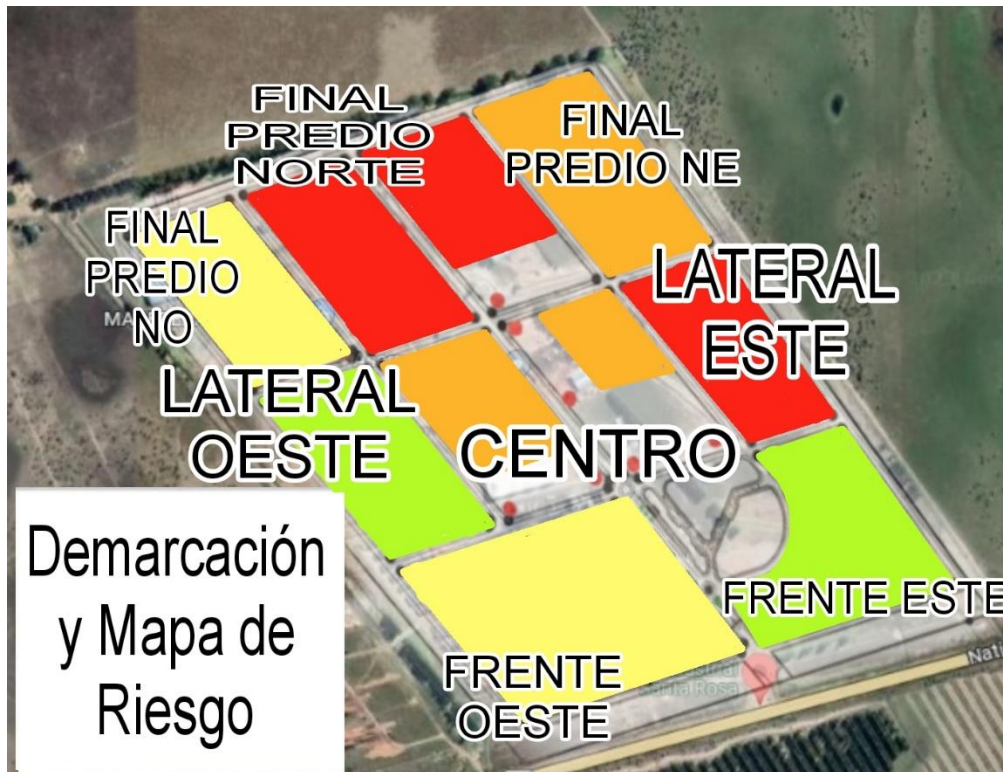 FINAL
PREDIO
NORTE
FINAL
PREDIO NE
FINAL
PREDIO
NO
LATERAL
ESTE
LATERAL
OESTE
CENTRO
Demarcación
y Mapa de
Riesgo
FRENTE ESTE
FRENTE
OESTE